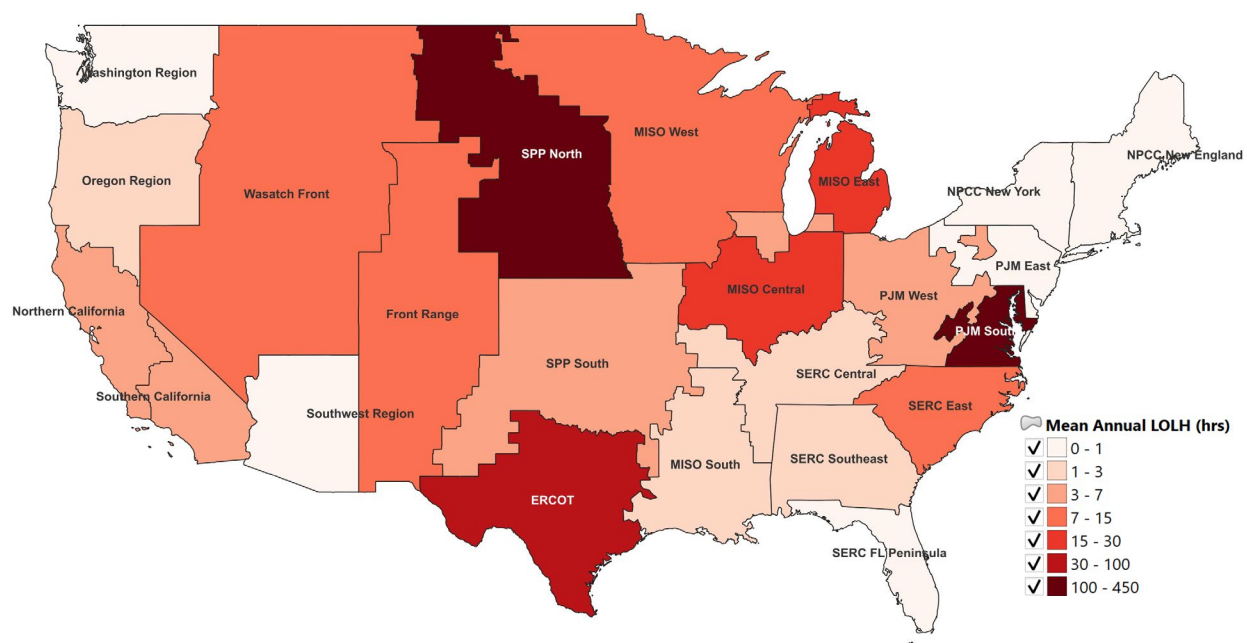 Washington Region
MISO West
SPP North
NPCC New England
Oregon Region
MISO East
Wasatch Front
NPCC New York
PJM East
MISO Central
PJM West
Northern California
Front Range
PJM South
SPP South
SERC Central
Southern California
Southwest Region
SERC East
Mean Annual LOLH (hrs)
0 - 1
1 - 3
MISO South
SERC Southeast
3 - 7
ERCOT
7 - 15
15 - 30
SERC FL Peninsula
30 - 100
100 - 450